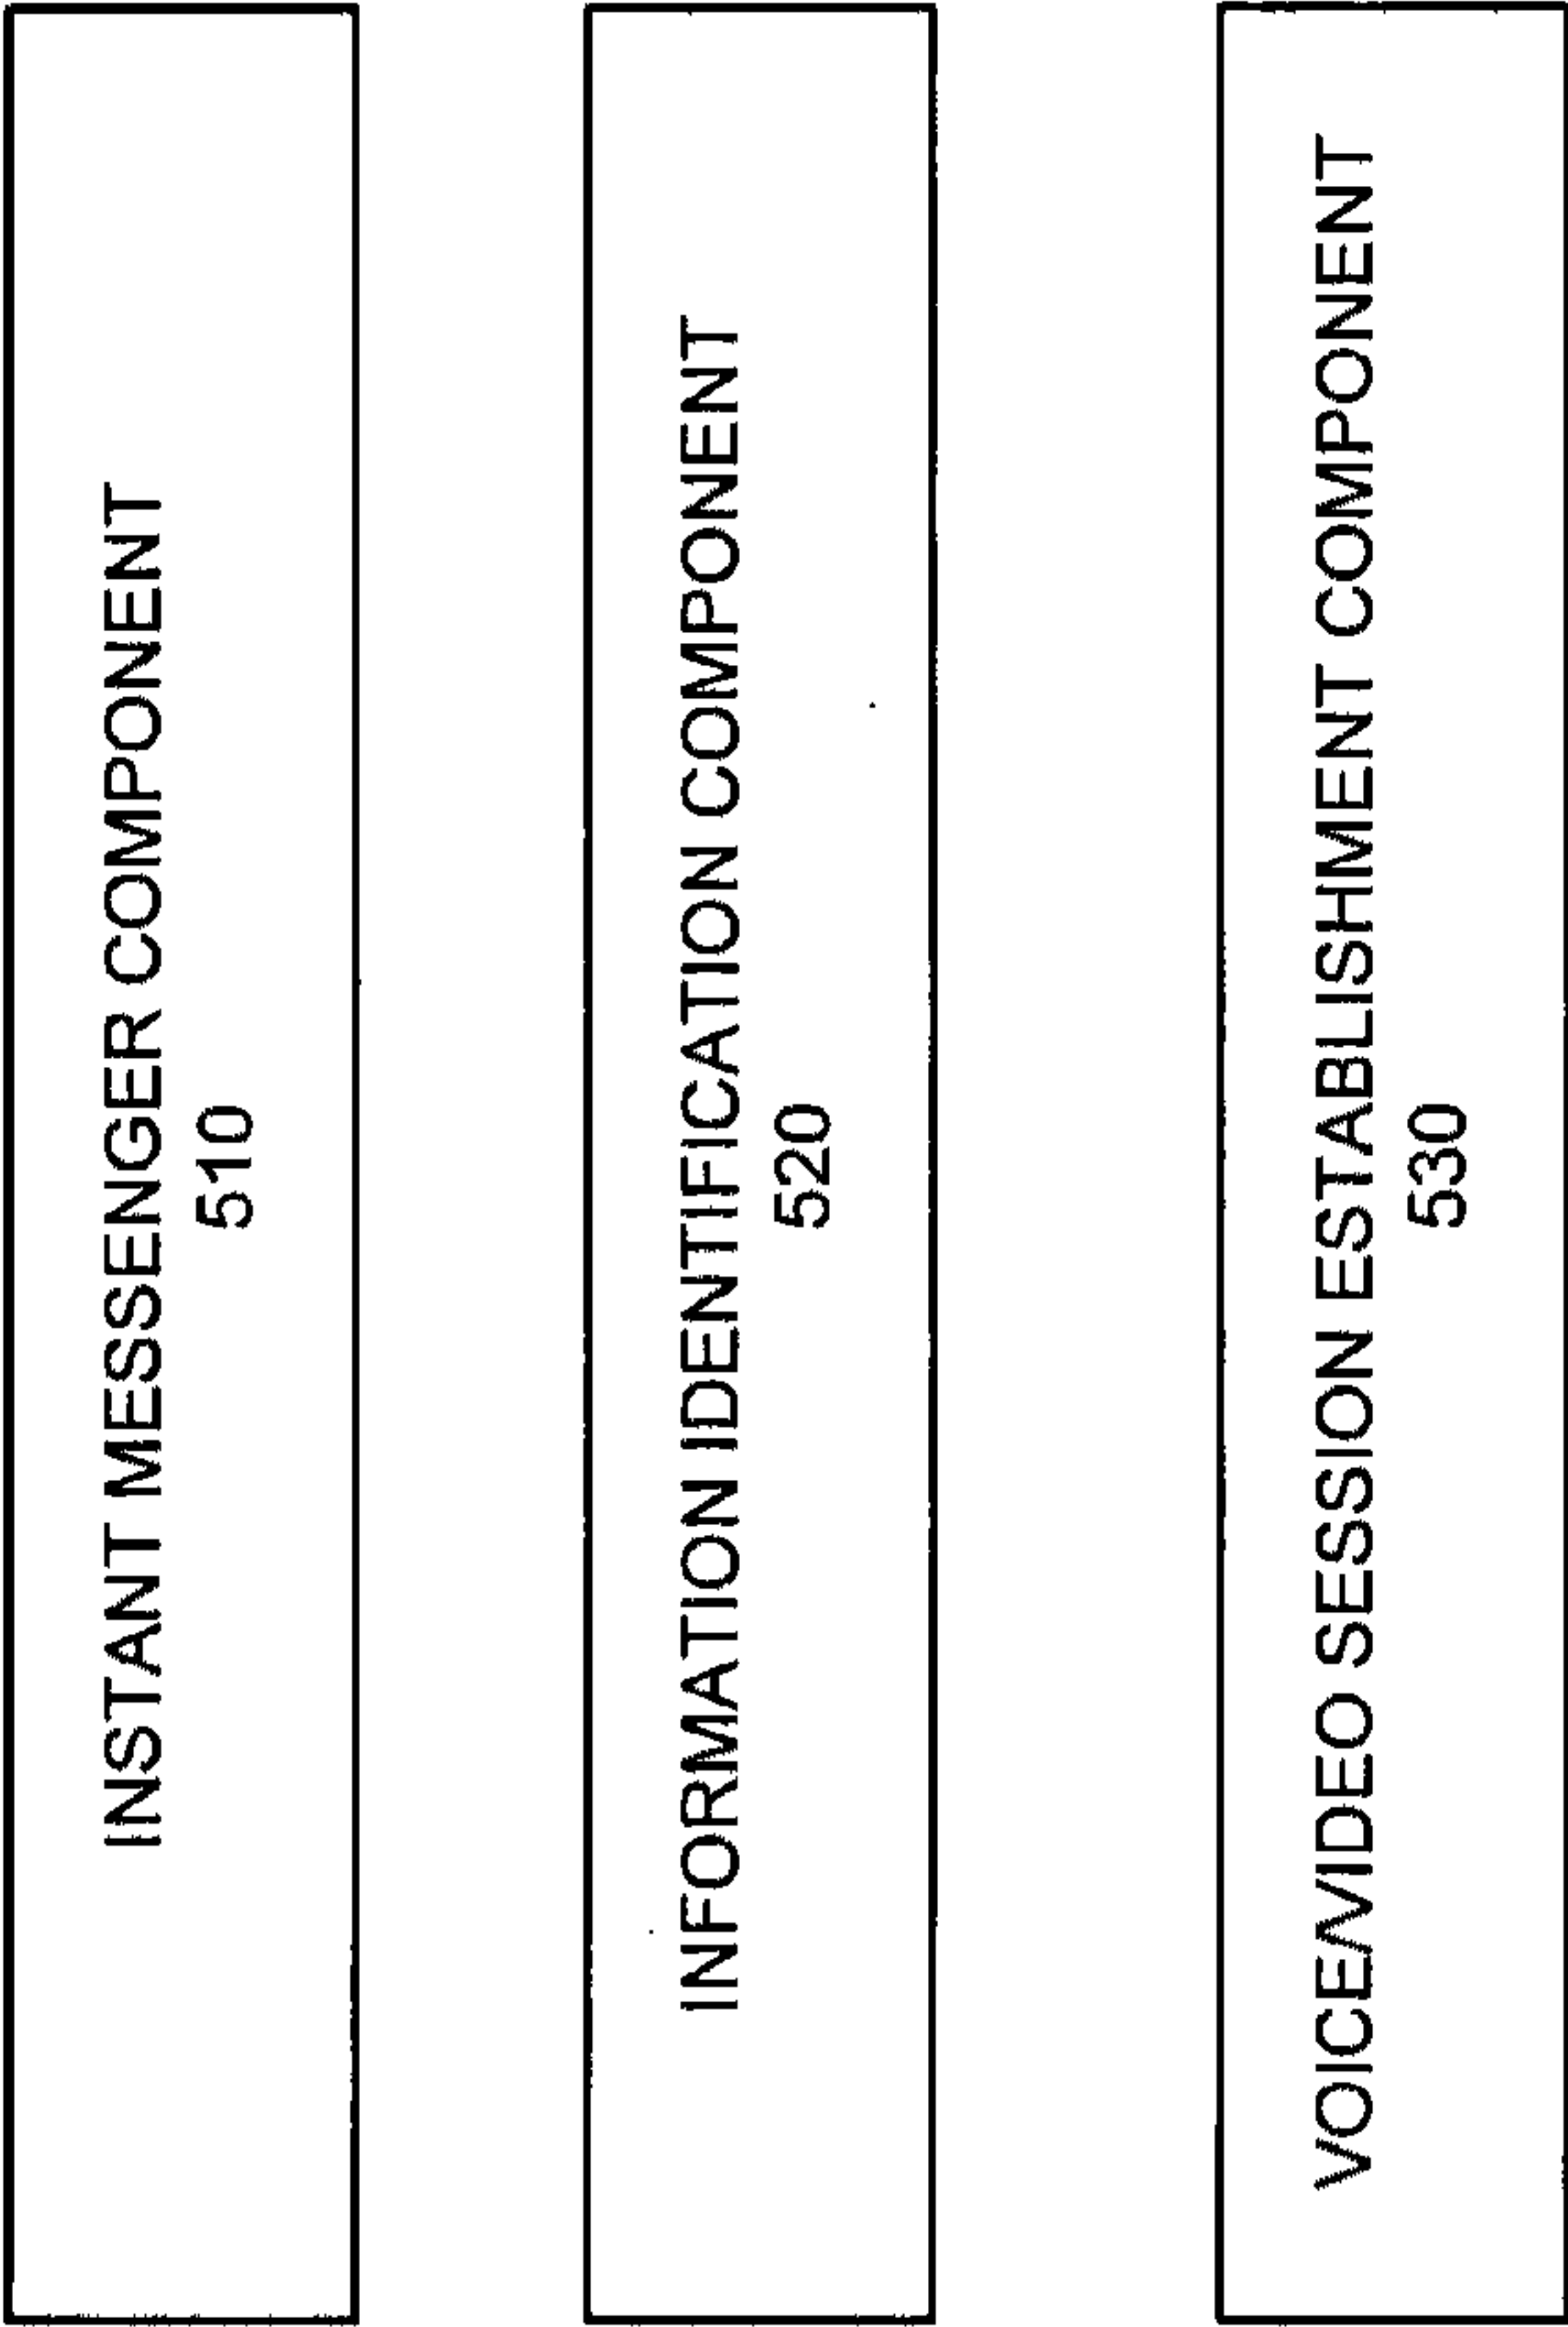 INSTANT MESSENGER COMPONENT
510
INFORMATION IDENTIFICATION COMPONENT
520
VOICE/VIDEO SESSION ESTABLISHMENT COMPONENT
530